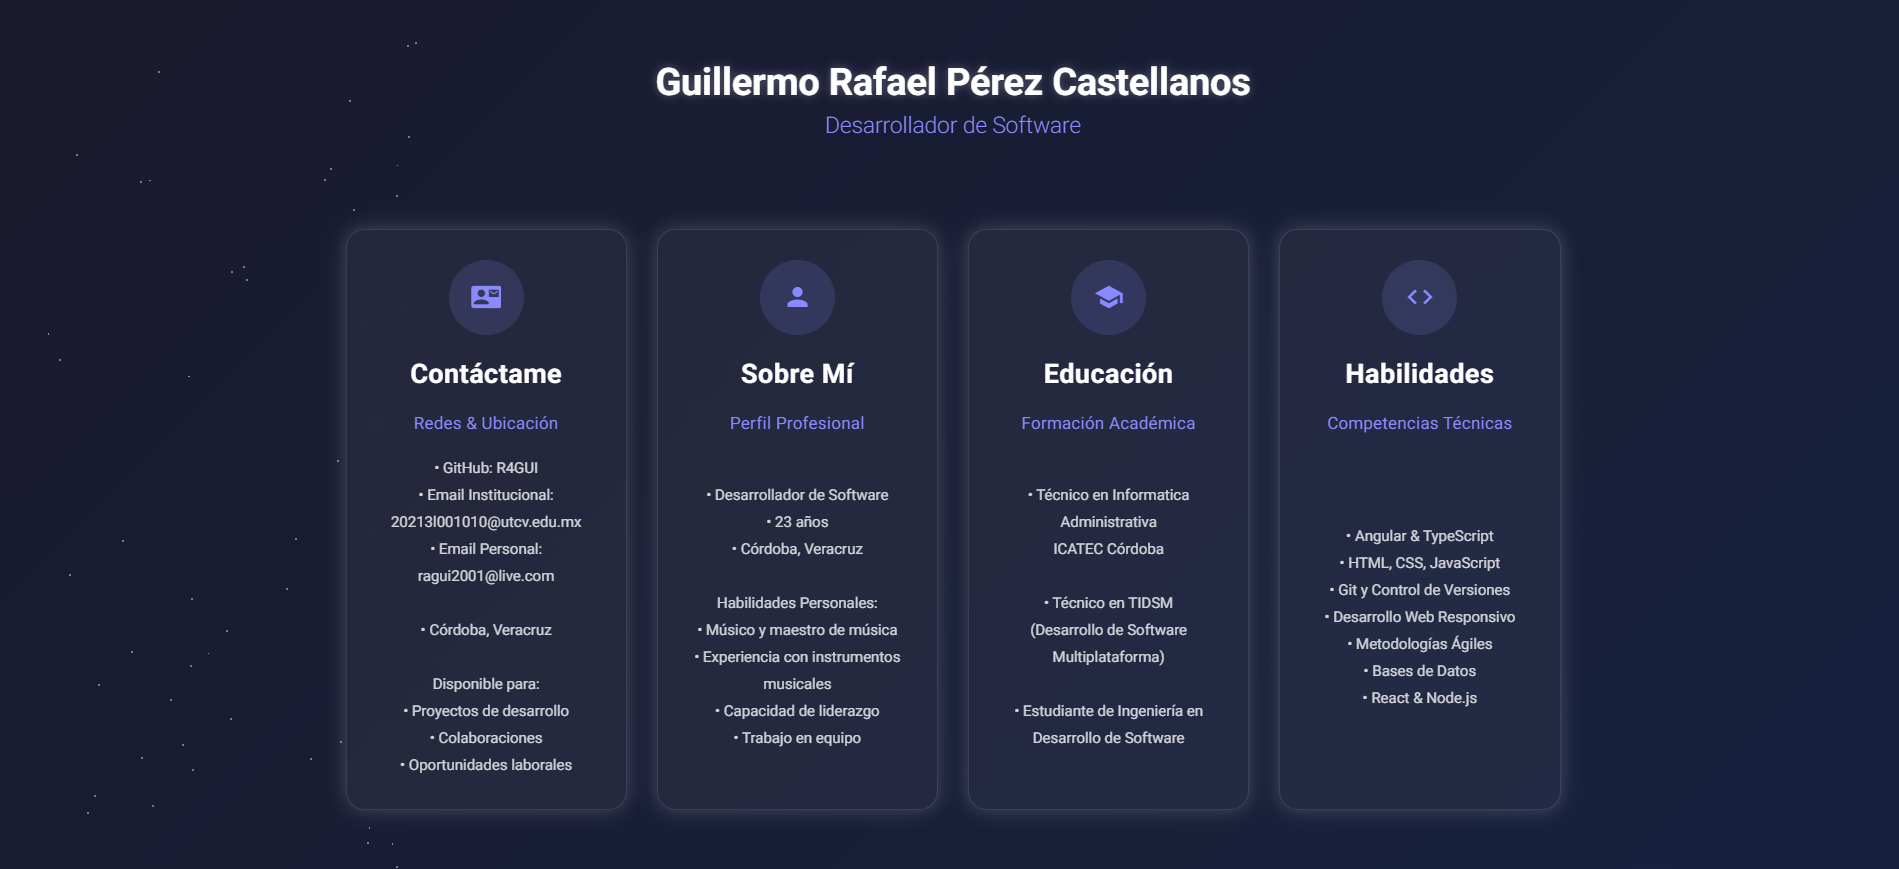 Guillermo Rafael Pérez Castellanos
Desarrollador de Software
Contáctame
Redes & Ubicación
• GitHub: R4GUI
• Email Institucional:
20213l001010@utcv.edu.mx
• Email Personal:
ragui2001@live.com
• Córdoba, Veracruz
Disponible para:
• Proyectos de desarrollo
• Colaboraciones
• Oportunidades laborales
Sobre Mí
Perfil Profesional
• Desarrollador de Software
• 23 años
• Córdoba, Veracruz
Habilidades Personales:
• Músico y maestro de música
• Experiencia con instrumentos
musicales
• Capacidad de liderazgo
• Trabajo en equipo
Educación
Formación Académica
• Técnico en Informatica
Administrativa
ICATEC Córdoba
• Técnico en TIDSM
(Desarrollo de Software
Multiplataforma)
• Estudiante de Ingeniería en
Desarrollo de Software
Habilidades
Competencias Técnicas
• Angular & TypeScript
• HTML, CSS, JavaScript
• Git y Control de Versiones
• Desarrollo Web Responsivo
• Metodologías Ágiles
• Bases de Datos
• React & Node.js